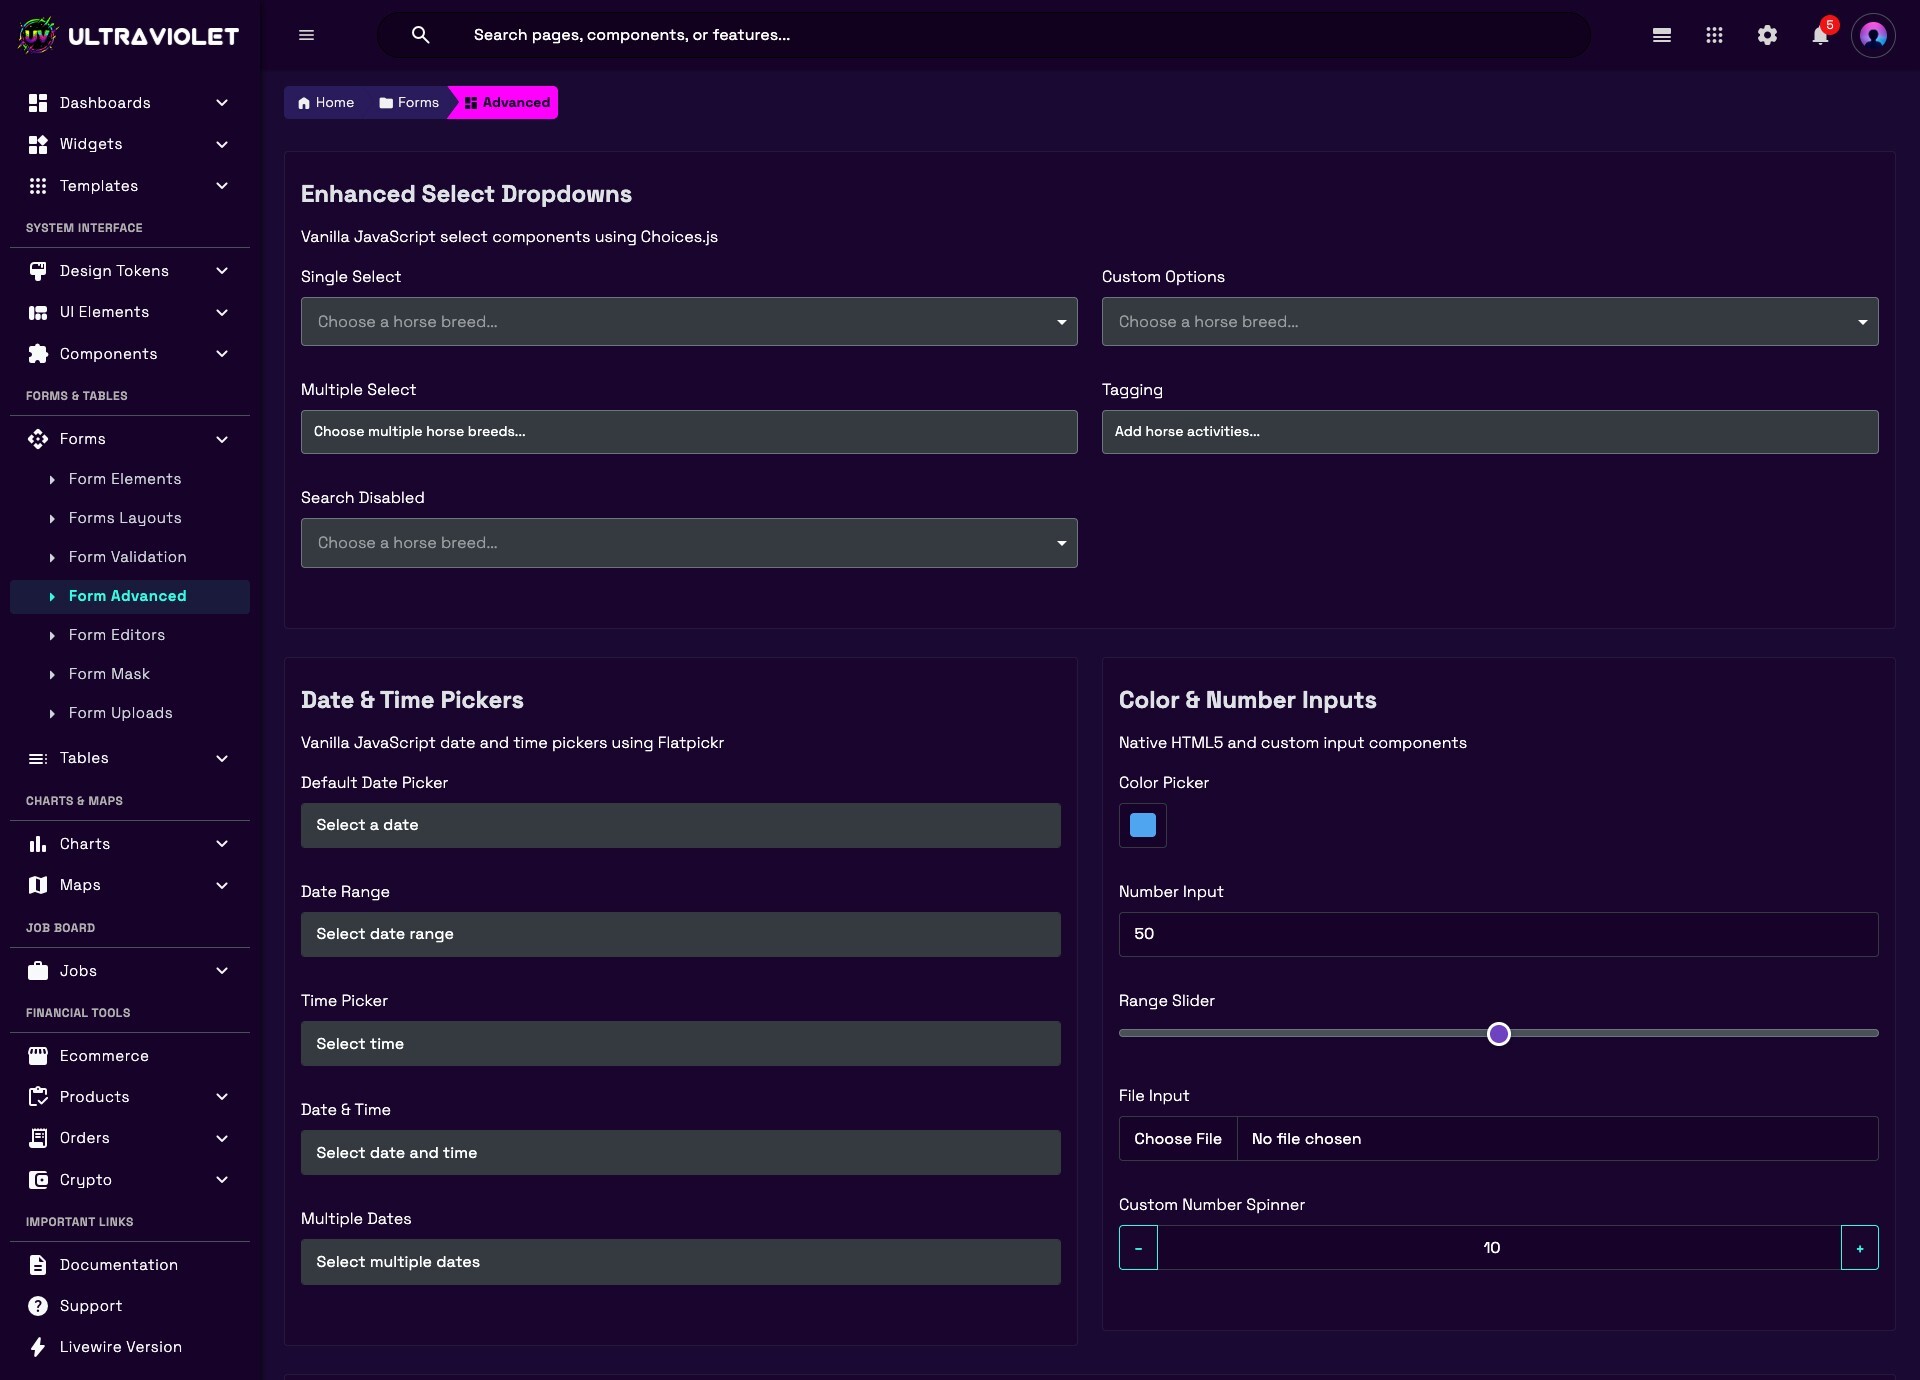 UV ULTRAVIOLET
Search pages, components, or features...
5
Dashboards
Widgets
Templates
SYSTEM INTERFACE
Design Tokens
UI Elements
Components
FORMS & TABLES
Forms
Form Elements
Forms Layouts
Form Validation
Form Advanced
Form Editors
Form Mask
Form Uploads
Tables
CHARTS & MAPS
Charts
Maps
JOB BOARD
Jobs
FINANCIAL TOOLS
Ecommerce
Products
Orders
Crypto
IMPORTANT LINKS
Documentation
Support
Livewire Version
Home Forms Advanced
Enhanced Select Dropdowns
Vanilla JavaScript select components using Choices.js
Single Select
Choose a horse breed...
Custom Options
Choose a horse breed...
Multiple Select
Choose multiple horse breeds...
Tagging
Add horse activities...
Search Disabled
Choose a horse breed...
Date & Time Pickers
Vanilla JavaScript date and time pickers using Flatpickr
Default Date Picker
Select a date
Date Range
Select date range
Time Picker
Select time
Date & Time
Select date and time
Multiple Dates
Select multiple dates
Color & Number Inputs
Native HTML5 and custom input components
Color Picker
Number Input
50
Range Slider
File Input
Choose File No file chosen
Custom Number Spinner
- 10 +